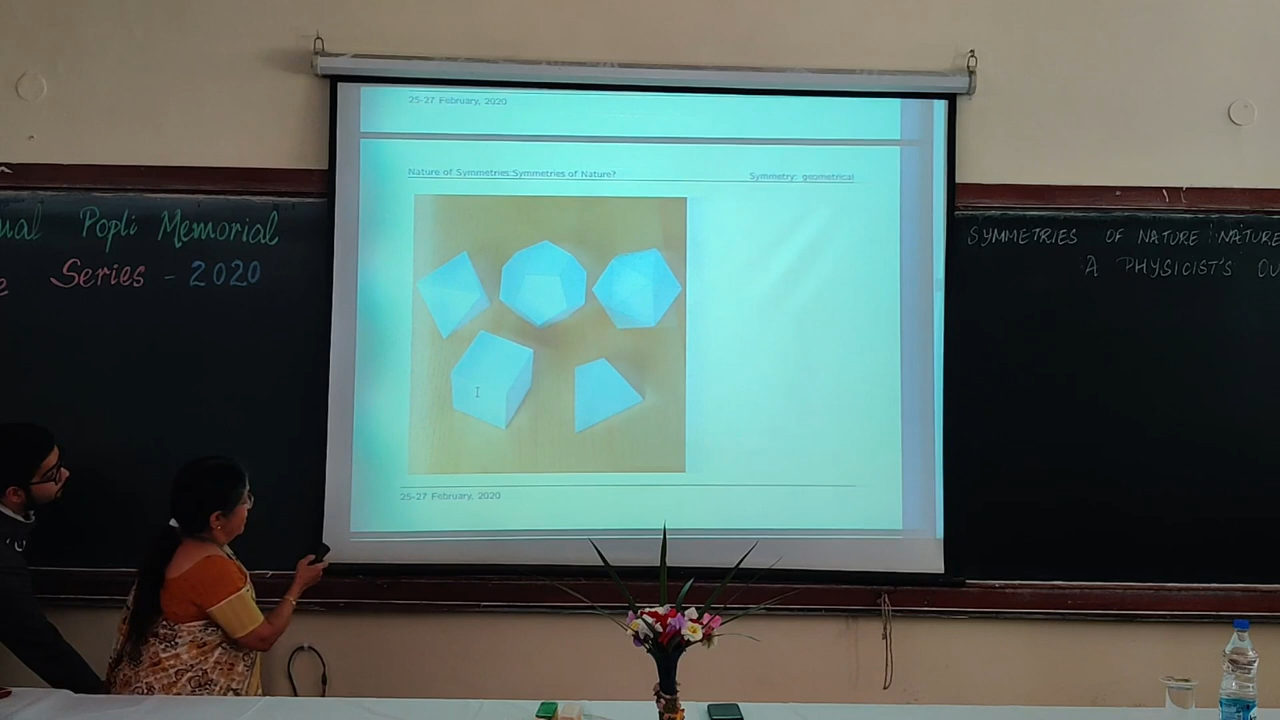 25-27 February, 2020
Nature of Symmetries:Symmetries of Nature?
Symmetry: geometrical
25-27 February, 2020
Popli Memorial
Series - 2020
SYMMETRIES OF NATURE : NATURE
A PHYSICIST'S